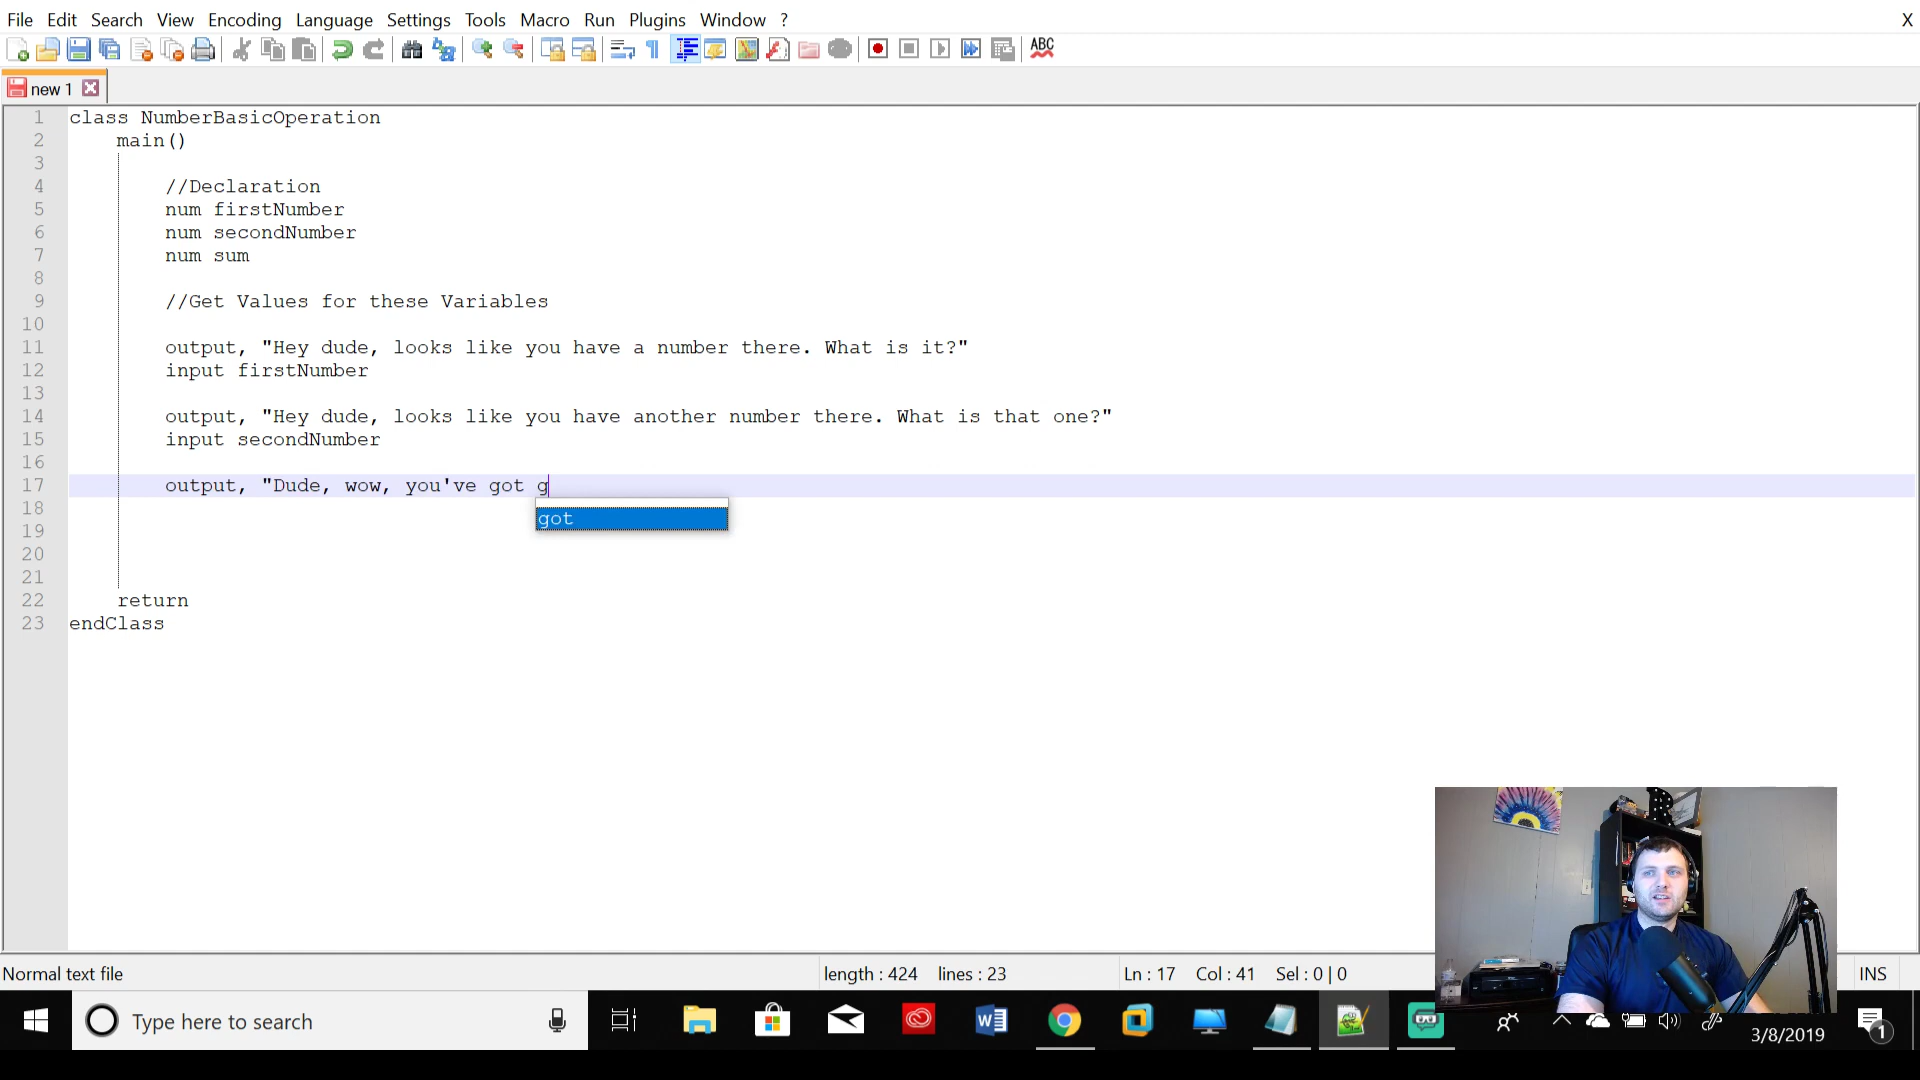 File Edit Search View Encoding Language Settings Tools Macro Run Plugins Window ? X
ABC
new 1
1 class NumberBasicOperation
2 main()
3
4 //Declaration
5 num firstNumber
6 num secondNumber
7 num sum
8
9 //Get Values for these Variables
10
11 output, "Hey dude, looks like you have a number there. What is it?"
12 input firstNumber
13
14 output, "Hey dude, looks like you have another number there. What is that one?"
15 input secondNumber
16
17 output, "Dude, wow, you've got g
got
18
19
20
21
22 return
23 endClass
Normal text file length : 424 lines : 23 Ln : 17 Col : 41 Sel : 0 | 0 INS
Type here to search
3/8/2019
1